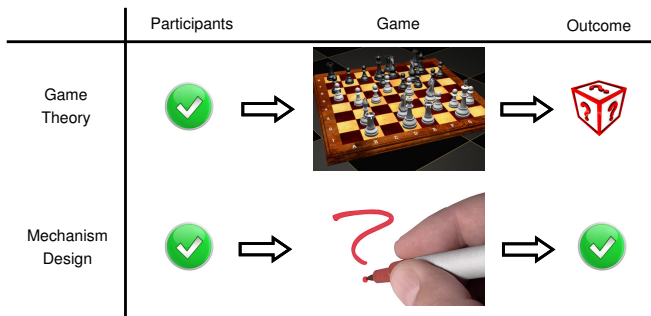 Participants
Game
Outcome
Game
Theory
? ? ?
Mechanism
Design
?